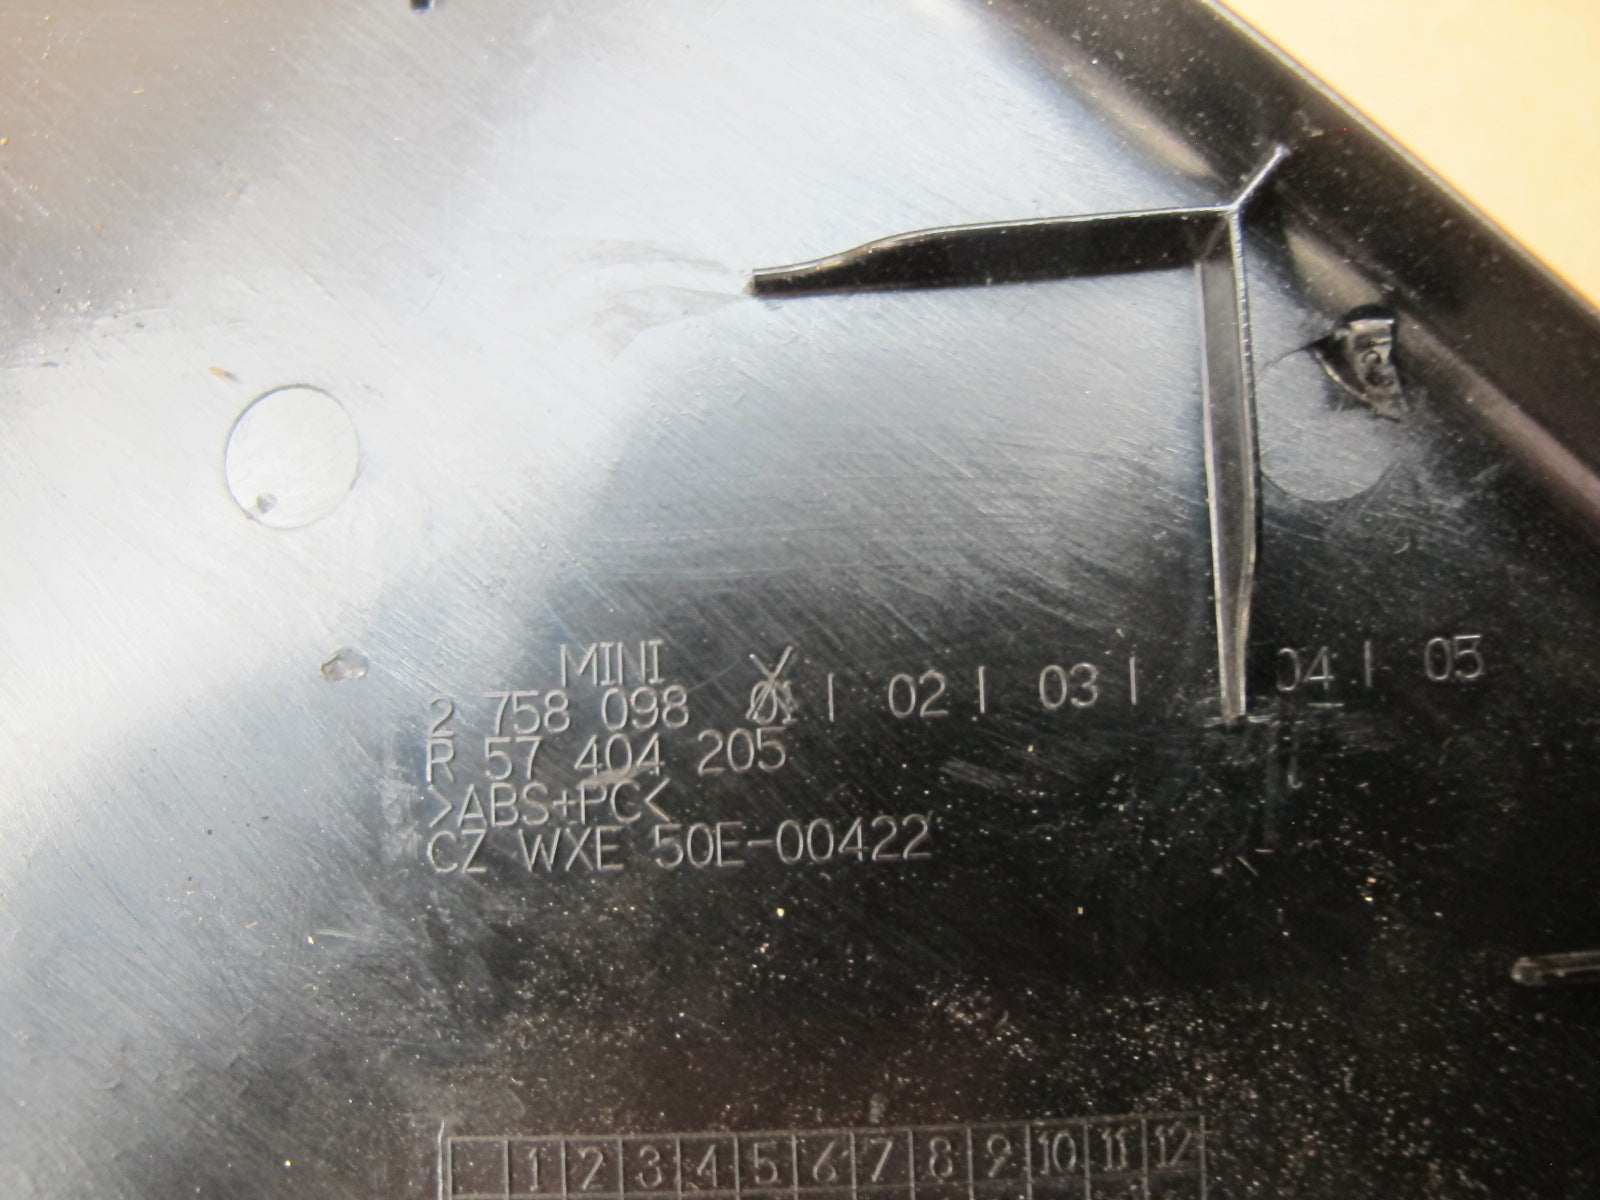 MINI
2 758 098 01 | 02 | 03 | 04 | 05
R 57 404 205
>ABS+PC<
CZ WXE 50E-00422
1 2 3 4 5 6 7 8 9 10 11 12